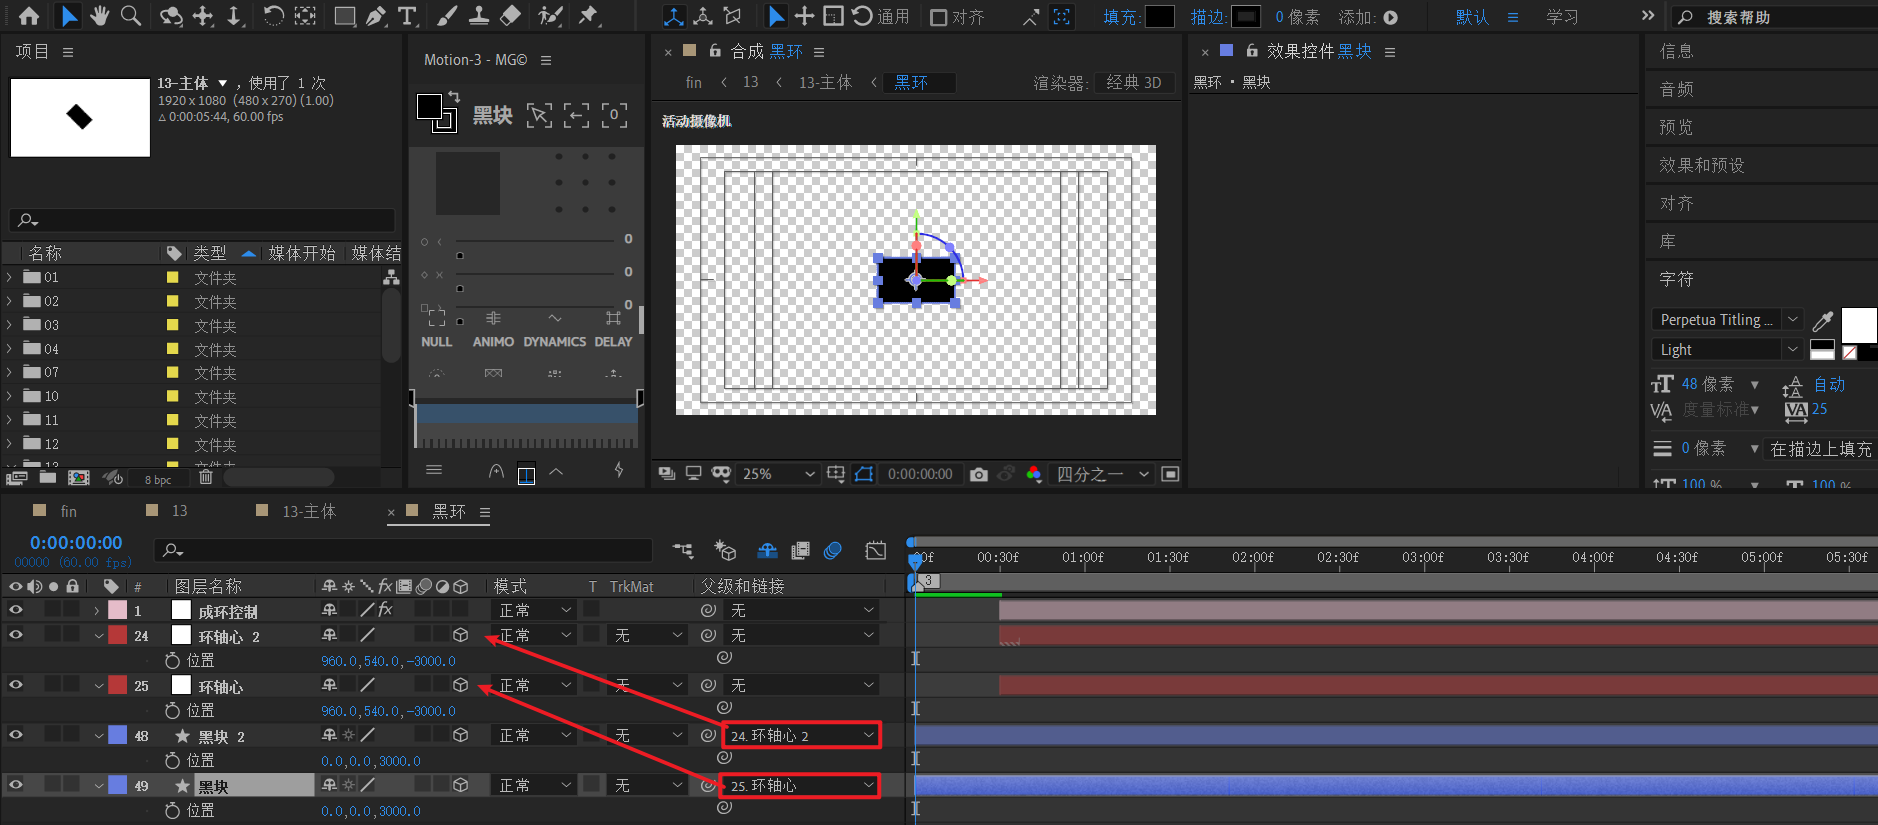 通用
对齐
填充:
描边:
0 像素
添加:
默认
学习
搜索帮助
项目
13-主体 ▼ , 使用了 1 次
1920 x 1080 (480 x 270) (1.00)
△ 0:00:05:44, 60.00 fps
名称
类型
媒体开始
媒体结
01 文件夹
02 文件夹
03 文件夹
04 文件夹
07 文件夹
10 文件夹
11 文件夹
12 文件夹
8 bpc
Motion-3 - MG©
黑块
0
0
0
0
NULL ANIMO DYNAMICS DELAY
合成 黑环
fin ‹ 13 ‹ 13-主体 ‹ 黑环
渲染器: 经典 3D
活动摄像机
25%
0:00:00:00
四分之一
效果控件 黑块
黑环 · 黑块
信息
音频
预览
效果和预设
对齐
库
字符
Perpetua Titling ...
Light
48 像素
自动
度量标准
25
0 像素
在描边上填充
100 %
100 %
fin
13
13-主体
黑环
0:00:00:00
00000 (60.00 fps)
# 图层名称 模式 T TrkMat 父级和链接
1 成环控制 正常 无
24 环轴心 2 正常 无 无
位置 960.0,540.0,-3000.0
25 环轴心 正常 无 无
位置 960.0,540.0,-3000.0
48 黑块 2 正常 无 24. 环轴心 2
位置 0.0,0.0,3000.0
49 黑块 正常 无 25. 环轴心
位置 0.0,0.0,3000.0
00f 00:30f 01:00f 01:30f 02:00f 02:30f 03:00f 03:30f 04:00f 04:30f 05:00f 05:30f
3